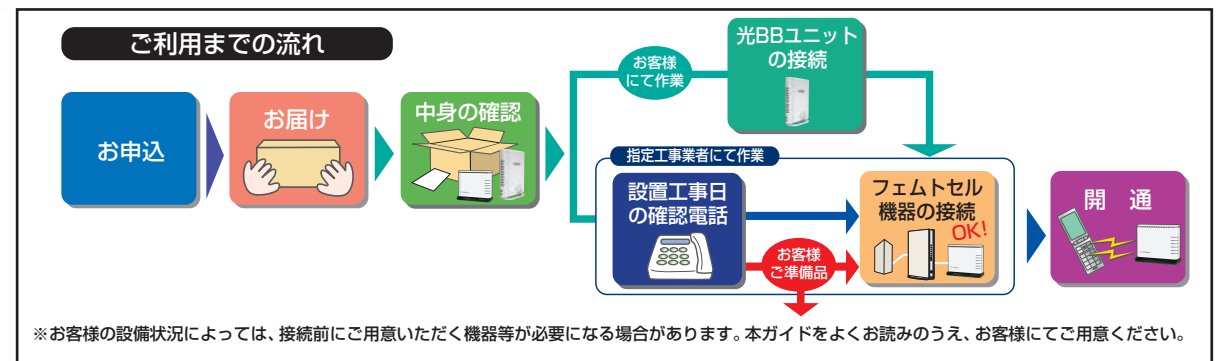 ご利用までの流れ
お申込
お届け
中身の確認
お客様
にて作業
光BBユニット
の接続
指定工事業者にて作業
設置工事日
の確認電話
お客様
ご準備品
フェムトセル
機器の接続
OK!
開 通
※お客様の設備状況によっては、接続前にご用意いただく機器等が必要になる場合があります。本ガイドをよくお読みのうえ、お客様にてご用意ください。